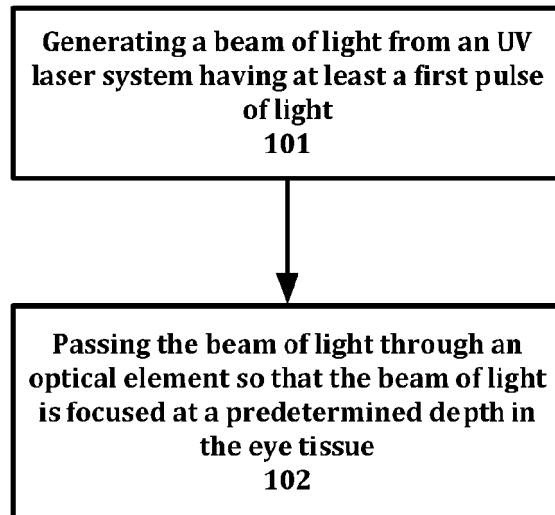 Generating a beam of light from an UV
laser system having at least a first pulse
of light
101
Passing the beam of light through an
optical element so that the beam of light
is focused at a predetermined depth in
the eye tissue
102